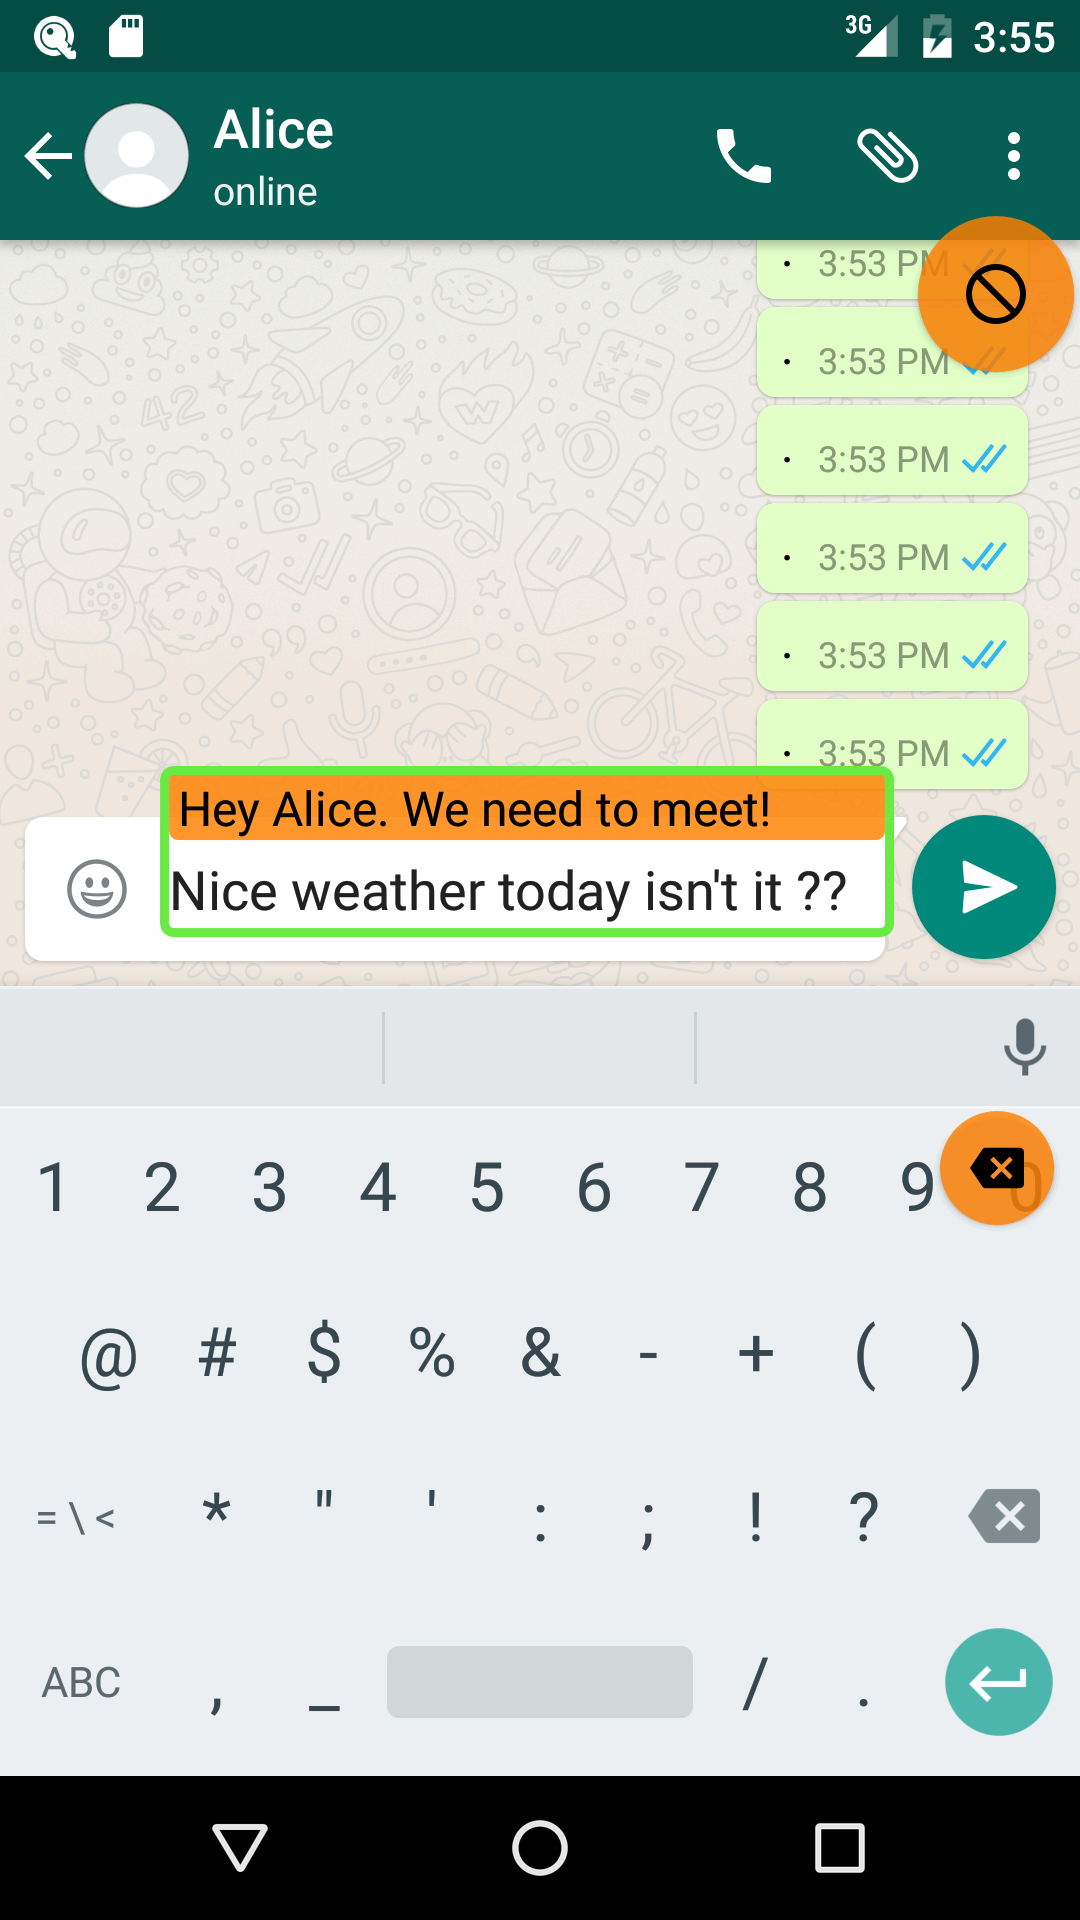 3G 3:55
Alice
online
· 3:53 PM
· 3:53 PM
· 3:53 PM
· 3:53 PM
· 3:53 PM
· 3:53 PM
Hey Alice. We need to meet!
Nice weather today isn't it ??
1 2 3 4 5 6 7 8 9 0
@ # $ % & - + ( )
= \ < * " ' : ; ! ?
ABC , _ / .